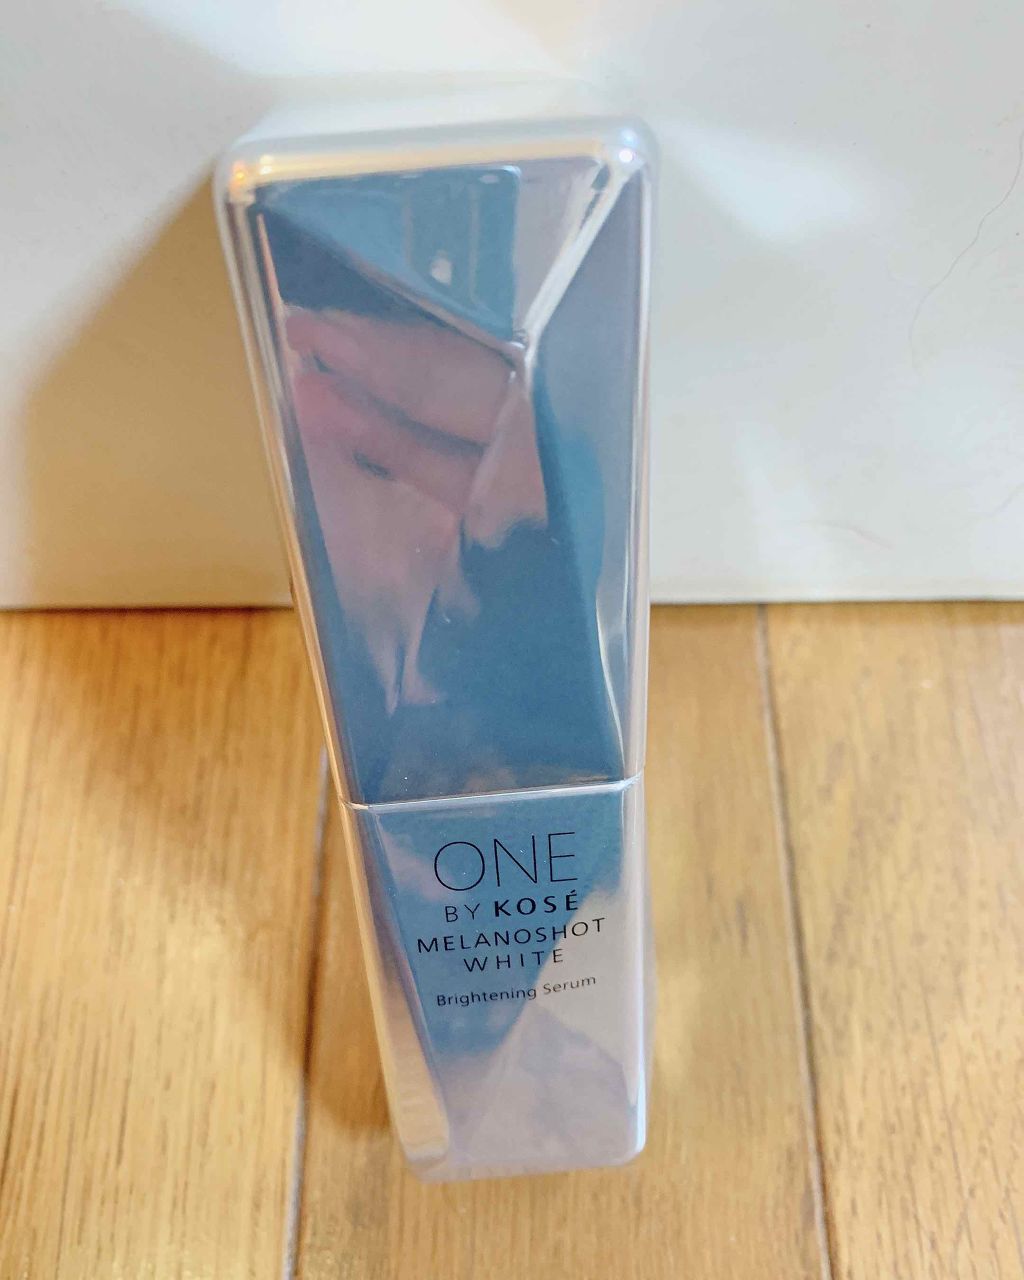 ONE
BY KOSÉ
MELANOSHOT
WHITE
Brightening Serum